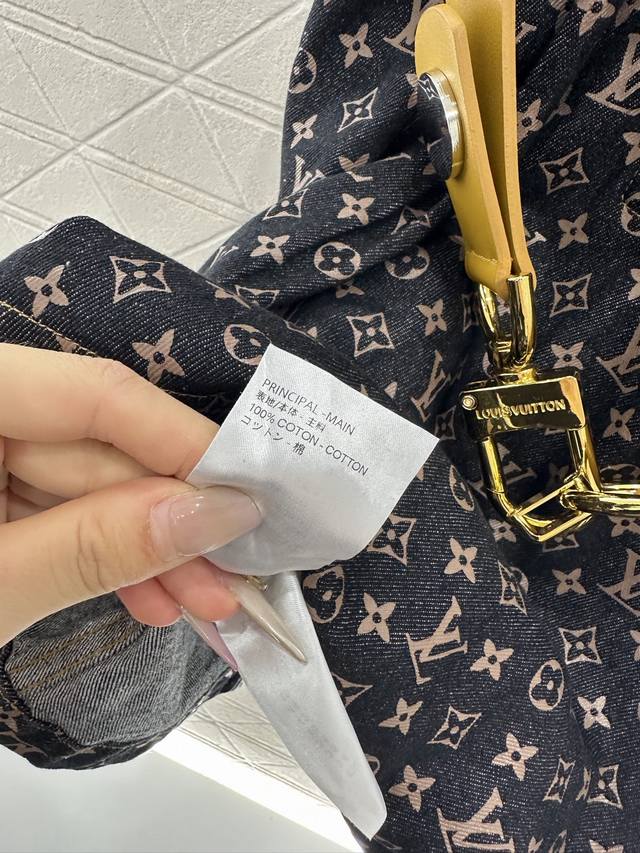 PRINCIPAL - MAIN
表地/本体 - 主料
100% COTON - COTTON
コットン - 棉
LOUIS VUITTON